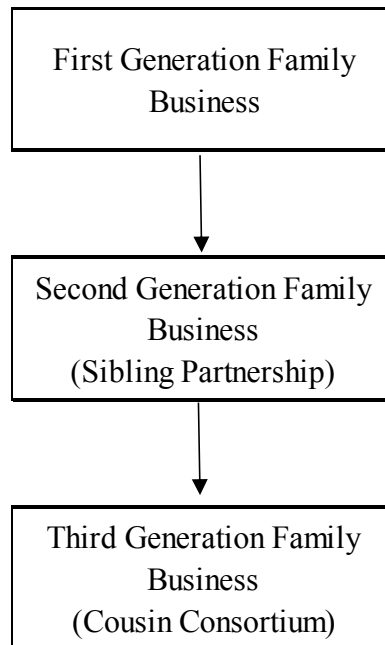 First Generation Family
Business
Second Generation Family
Business
(Sibling Partnership)
Third Generation Family
Business
(Cousin Consortium)